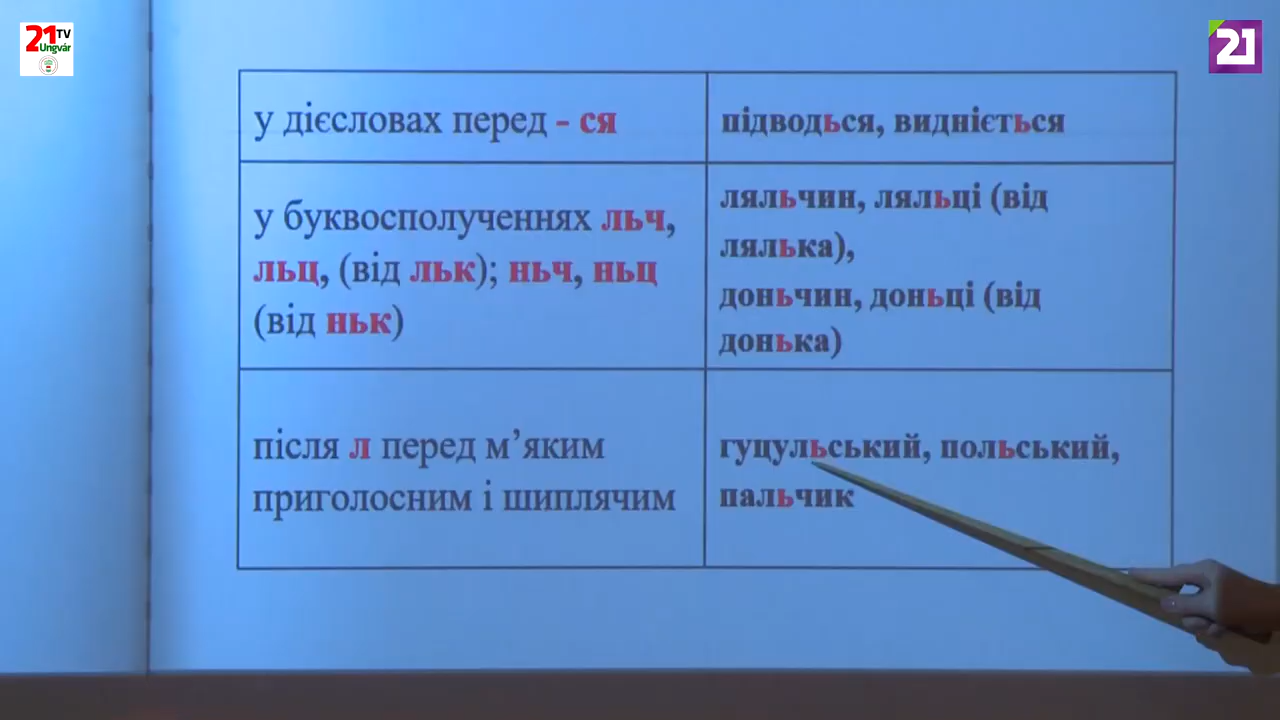 21 TV
Ungvár
21
у дієсловах перед - ся
підводься, видніється
у буквосполученнях льч,
льц, (від льк); ньч, ньц
(від ньк)
ляльчин, ляльці (від
лялька),
доньчин, доньці (від
донька)
після л перед м’яким
приголосним і шиплячим
гуцульський, польський,
пальчик